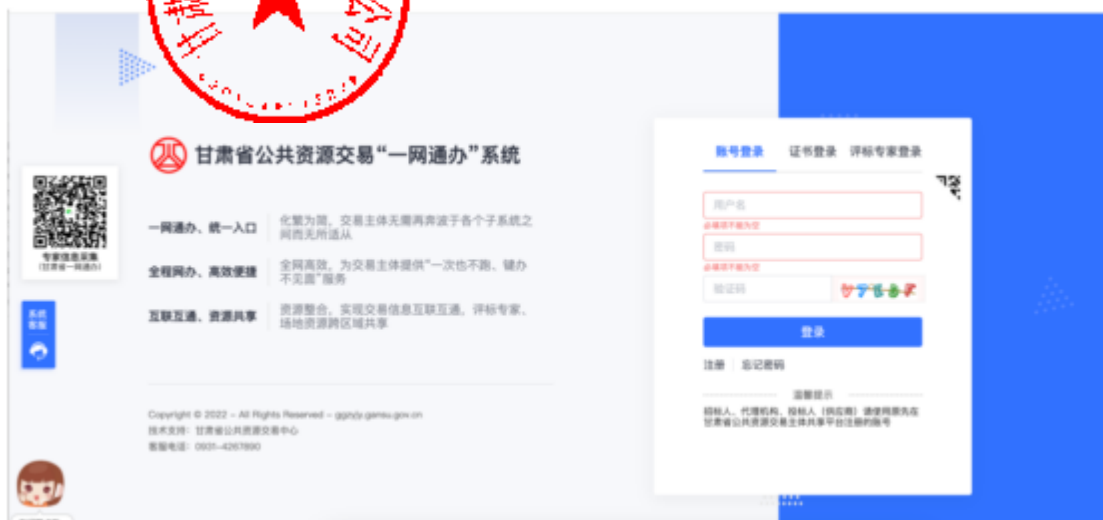 甘肃省公共资源交易“一网通办”系统
专家信息采集
(甘肃省一网通办)
一网通办、统一入口
化繁为简，交易主体无需再奔波于各个子系统之
间而无所适从
全程网办、高效便捷
全网高效，为交易主体提供“一次也不跑、键办
不见面”服务
互联互通、资源共享
资源整合，实现交易信息互联互通，评标专家、
场地资源跨区域共享
系统
客服
Copyright © 2022 - All Rights Reserved - ggzyjy.gansu.gov.cn
技术支持：甘肃省公共资源交易中心
客服电话：0931-4267890
账号登录 证书登录 评标专家登录
用户名
必填项不能为空
密码
必填项不能为空
验证码
登录
注册 忘记密码
温馨提示
招标人、代理机构、投标人（供应商）请使用原先在
甘肃省公共资源交易主体共享平台注册的账号